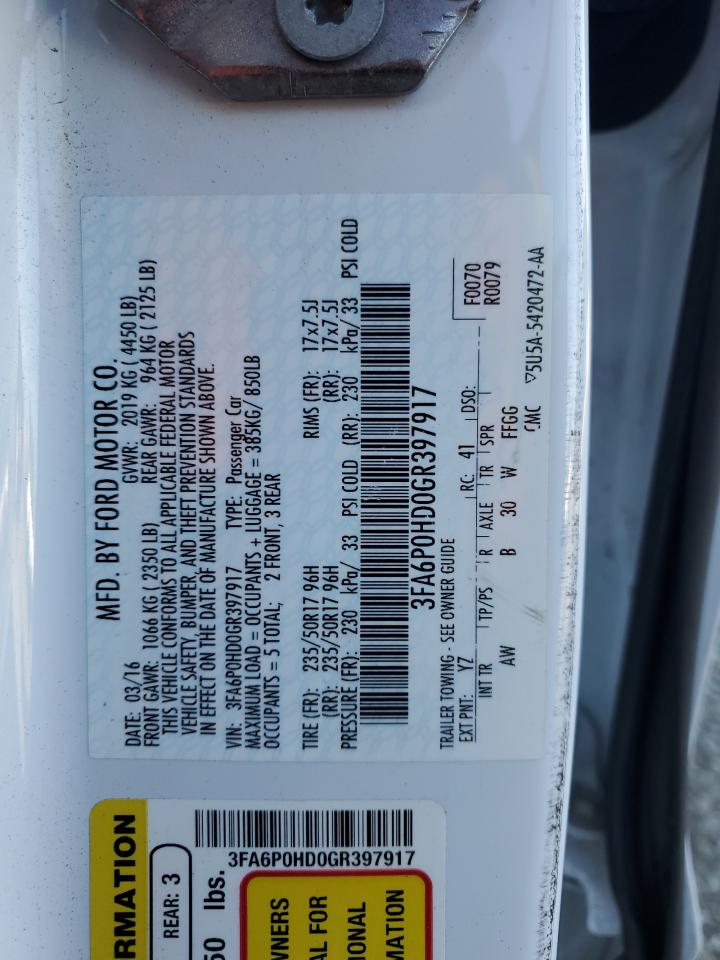 MFD. BY FORD MOTOR CO.
DATE: 03/16 GVWR: 2019 KG ( 4450 LB)
FRONT GAWR: 1066 KG ( 2350 LB) REAR GAWR: 964 KG ( 2125 LB)
THIS VEHICLE CONFORMS TO ALL APPLICABLE FEDERAL MOTOR
VEHICLE SAFETY, BUMPER, AND THEFT PREVENTION STANDARDS
IN EFFECT ON THE DATE OF MANUFACTURE SHOWN ABOVE.
VIN: 3FA6P0HD0GR397917 TYPE: Passenger Car
MAXIMUM LOAD = OCCUPANTS + LUGGAGE = 385KG/ 850LB
OCCUPANTS = 5 TOTAL; 2 FRONT, 3 REAR
TIRE (FR): 235/50R17 96H RIMS (FR): 17x7.5J
(RR): 235/50R17 96H (RR): 17x7.5J
PRESSURE (FR): 230 kPa/ 33 PSI COLD (RR): 230 kPa/ 33 PSI COLD
3FA6P0HD0GR397917
TRAILER TOWING - SEE OWNER GUIDE F0070
EXT PNT: YZ RC: 41 DSO: R0079
INT TR TP/PS R AXLE TR SPR
AW B 30 W FFGG
CMC ▽5U5A-5420472-AA
RMATION
REAR: 3
50 lbs.
3FA6P0HD0GR397917
WNERS
AL FOR
IONAL
MATION